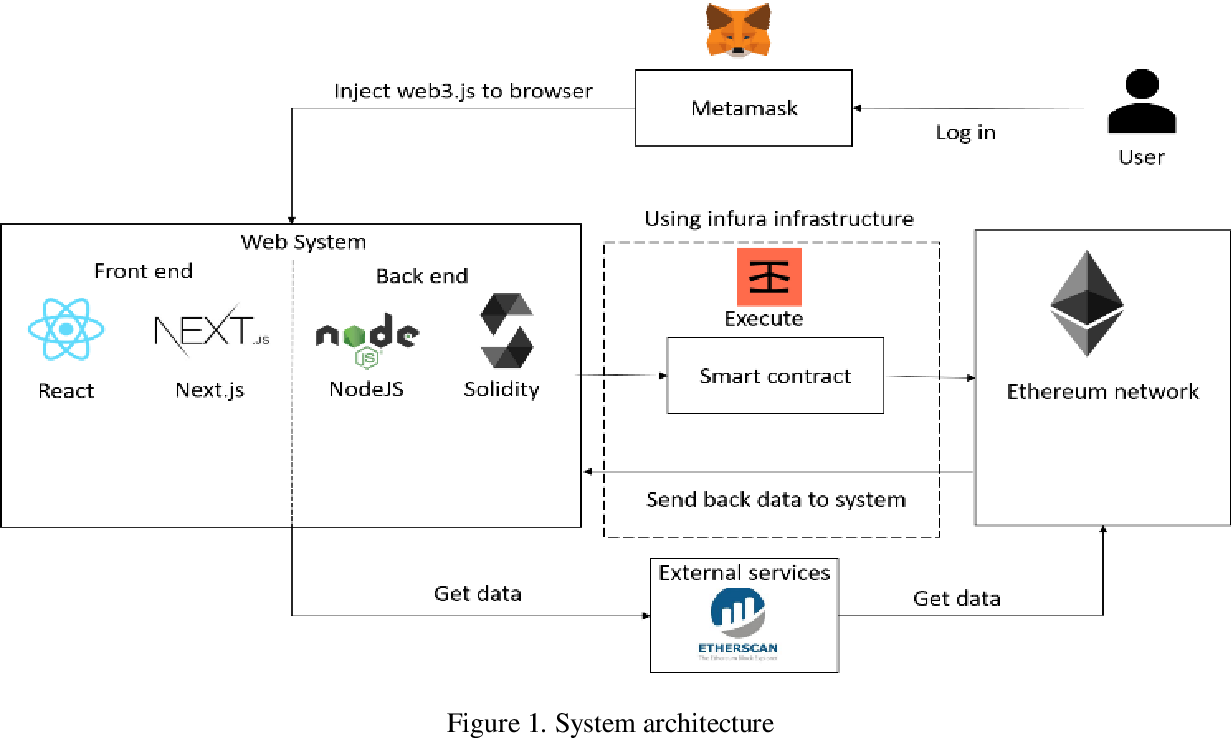 Metamask
Inject web3.js to browser
Log in
User
Using infura infrastructure
Web System
Front end
Back end
NEXT.JS
node
JS
React
Next.js
NodeJS
Solidity
Execute
Smart contract
Ethereum network
Send back data to system
External services
Get data
Get data
ETHERSCAN
The Ethereum Block Explorer
Figure 1. System architecture